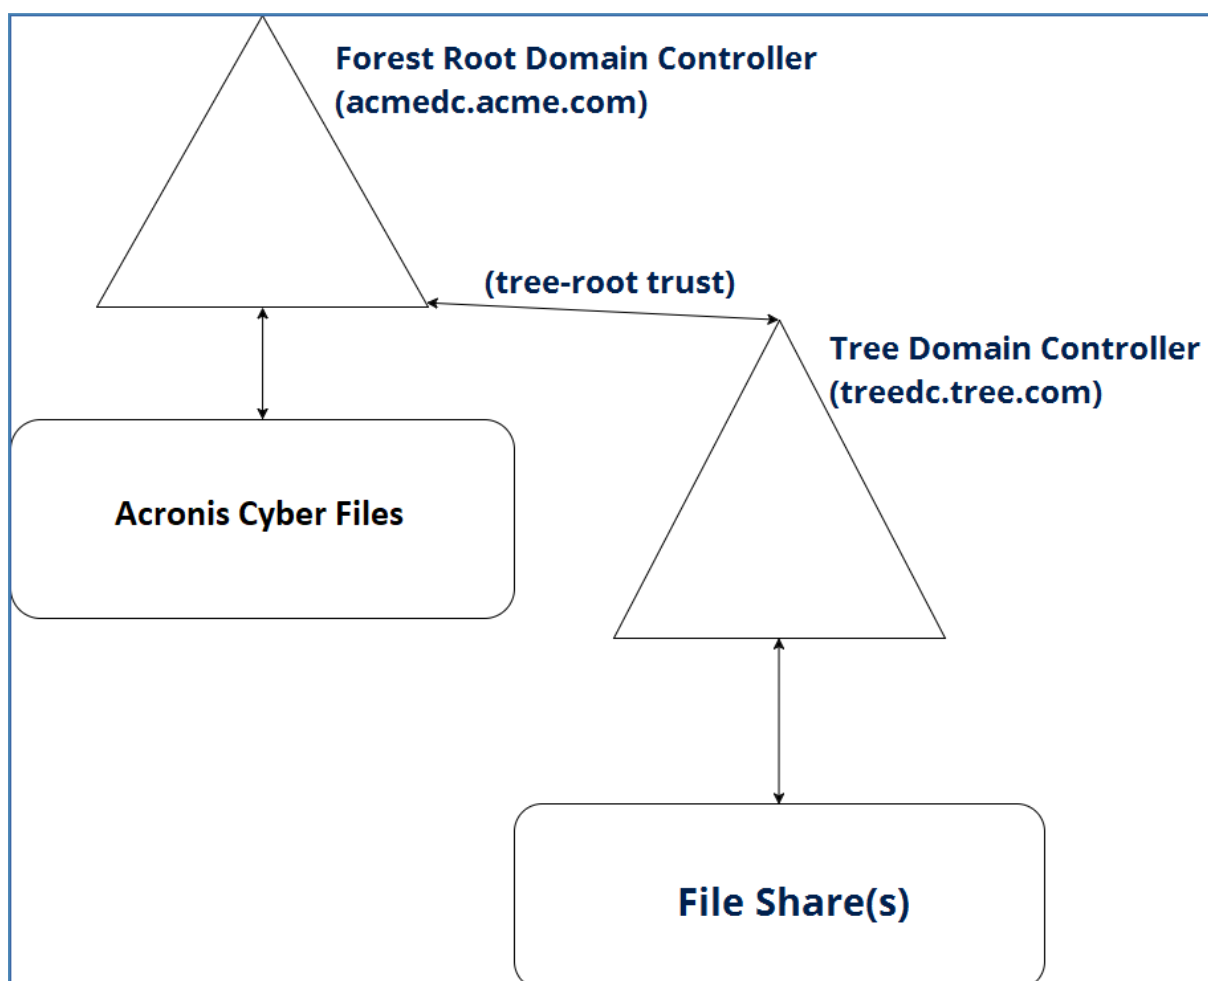 Forest Root Domain Controller
(acmedc.acme.com)
(tree-root trust)
Tree Domain Controller
(treedc.tree.com)
Acronis Cyber Files
File Share(s)